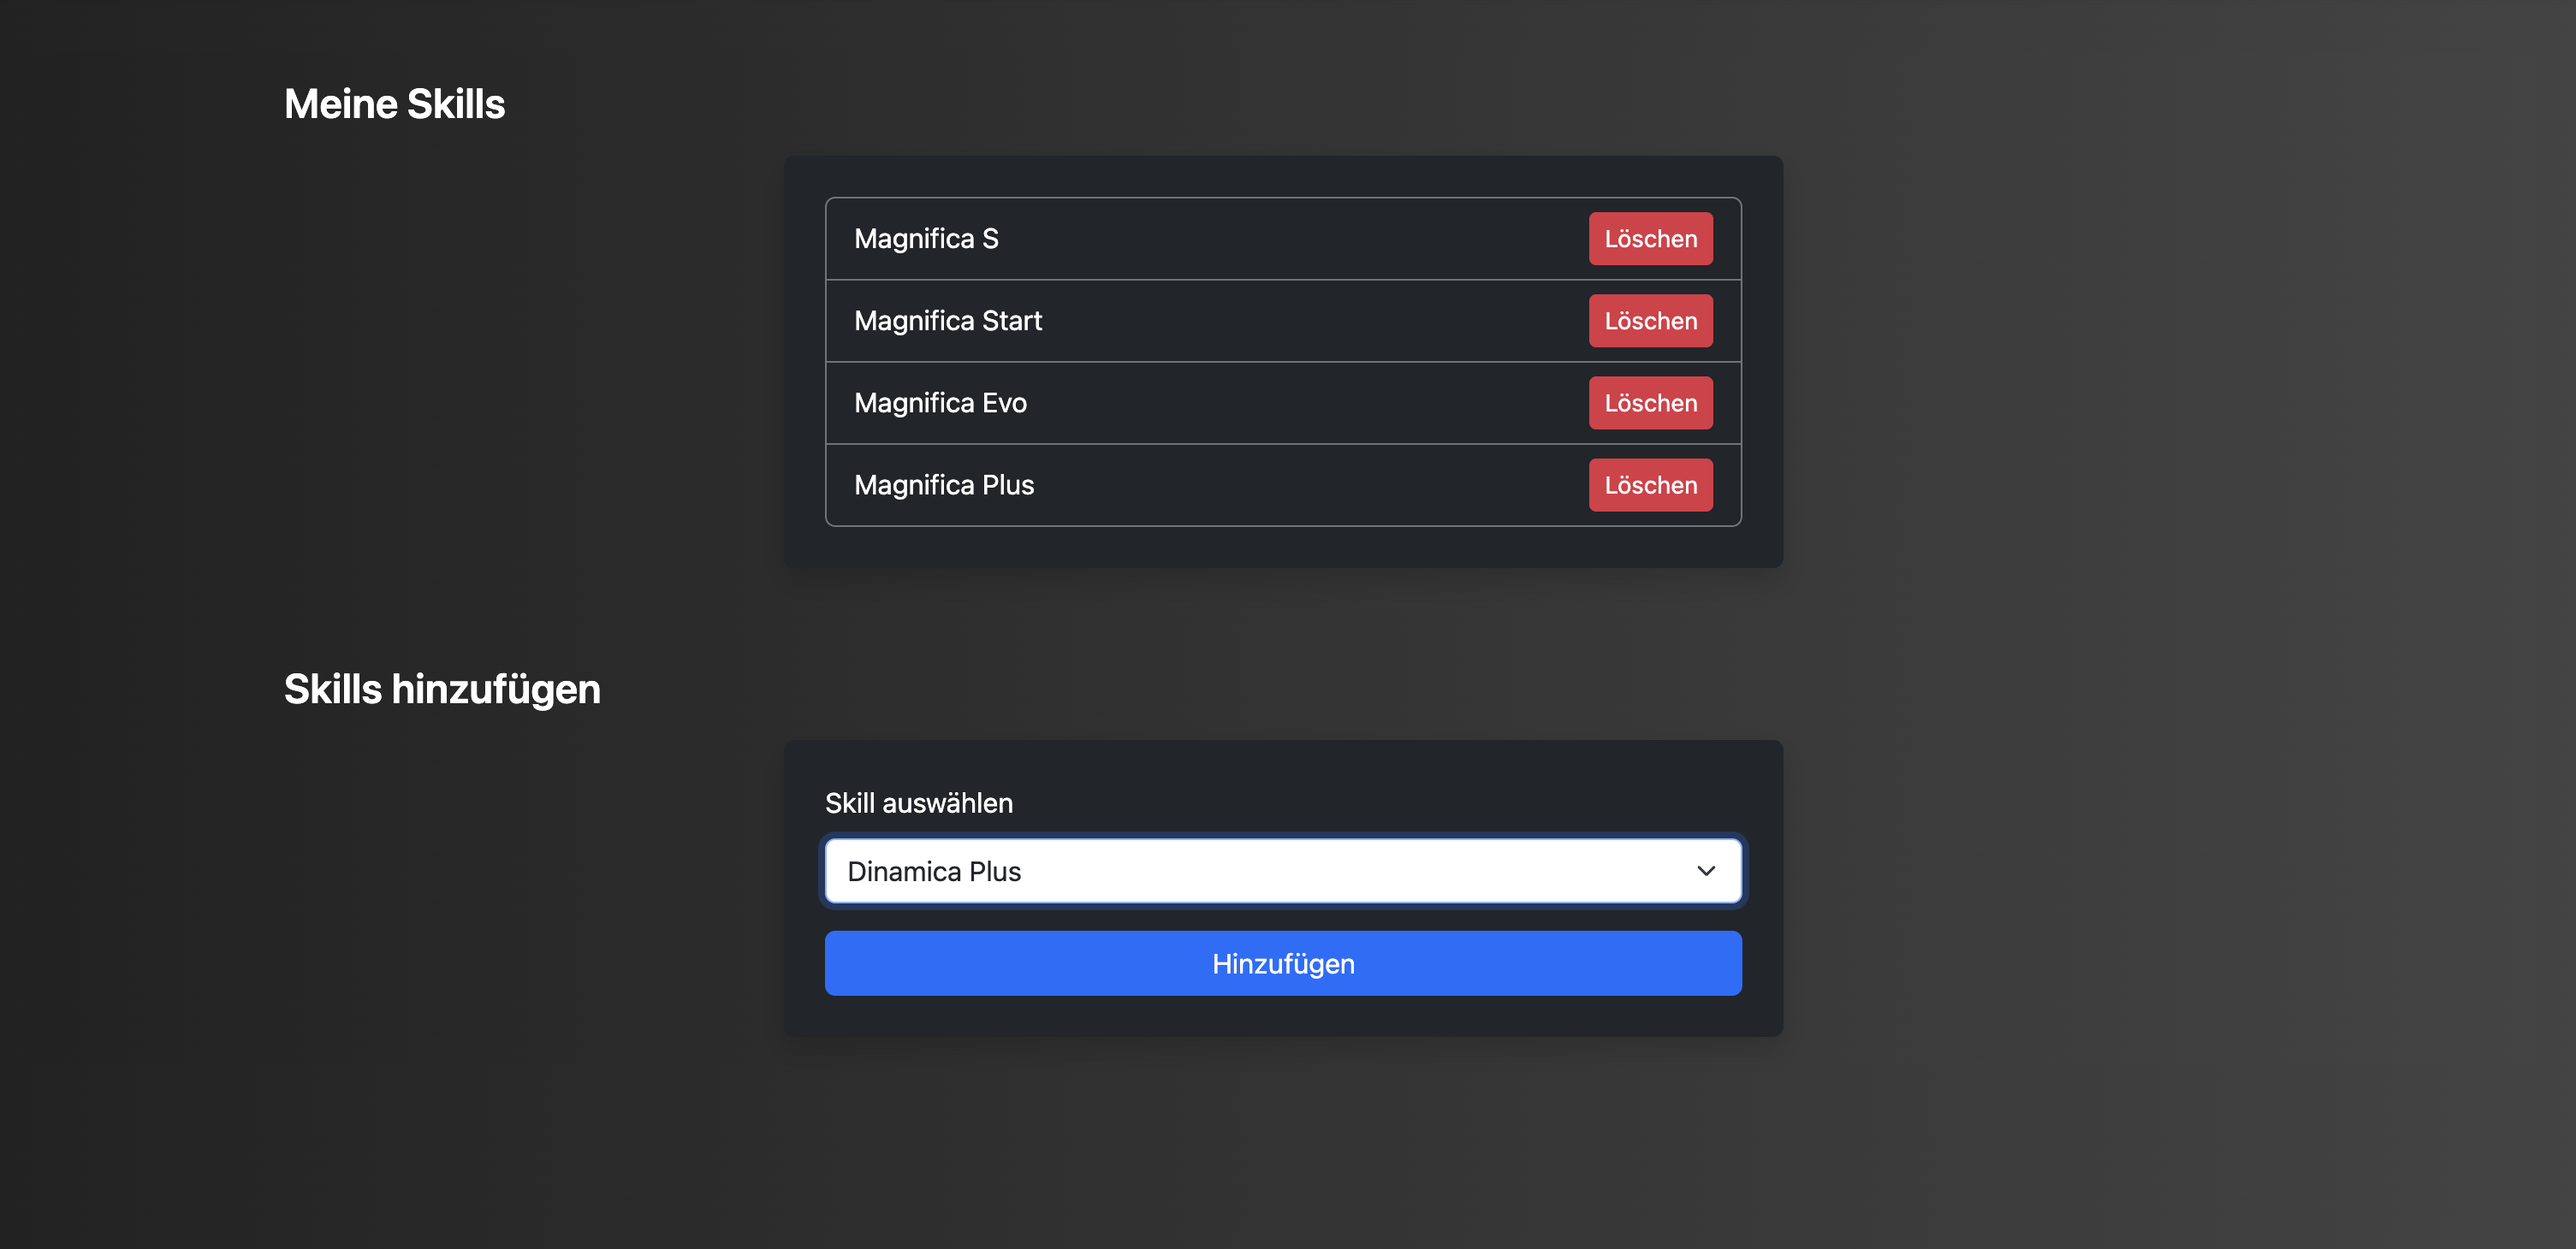 Meine Skills
Magnifica S Löschen
Magnifica Start Löschen
Magnifica Evo Löschen
Magnifica Plus Löschen
Skills hinzufügen
Skill auswählen
Dinamica Plus
Hinzufügen